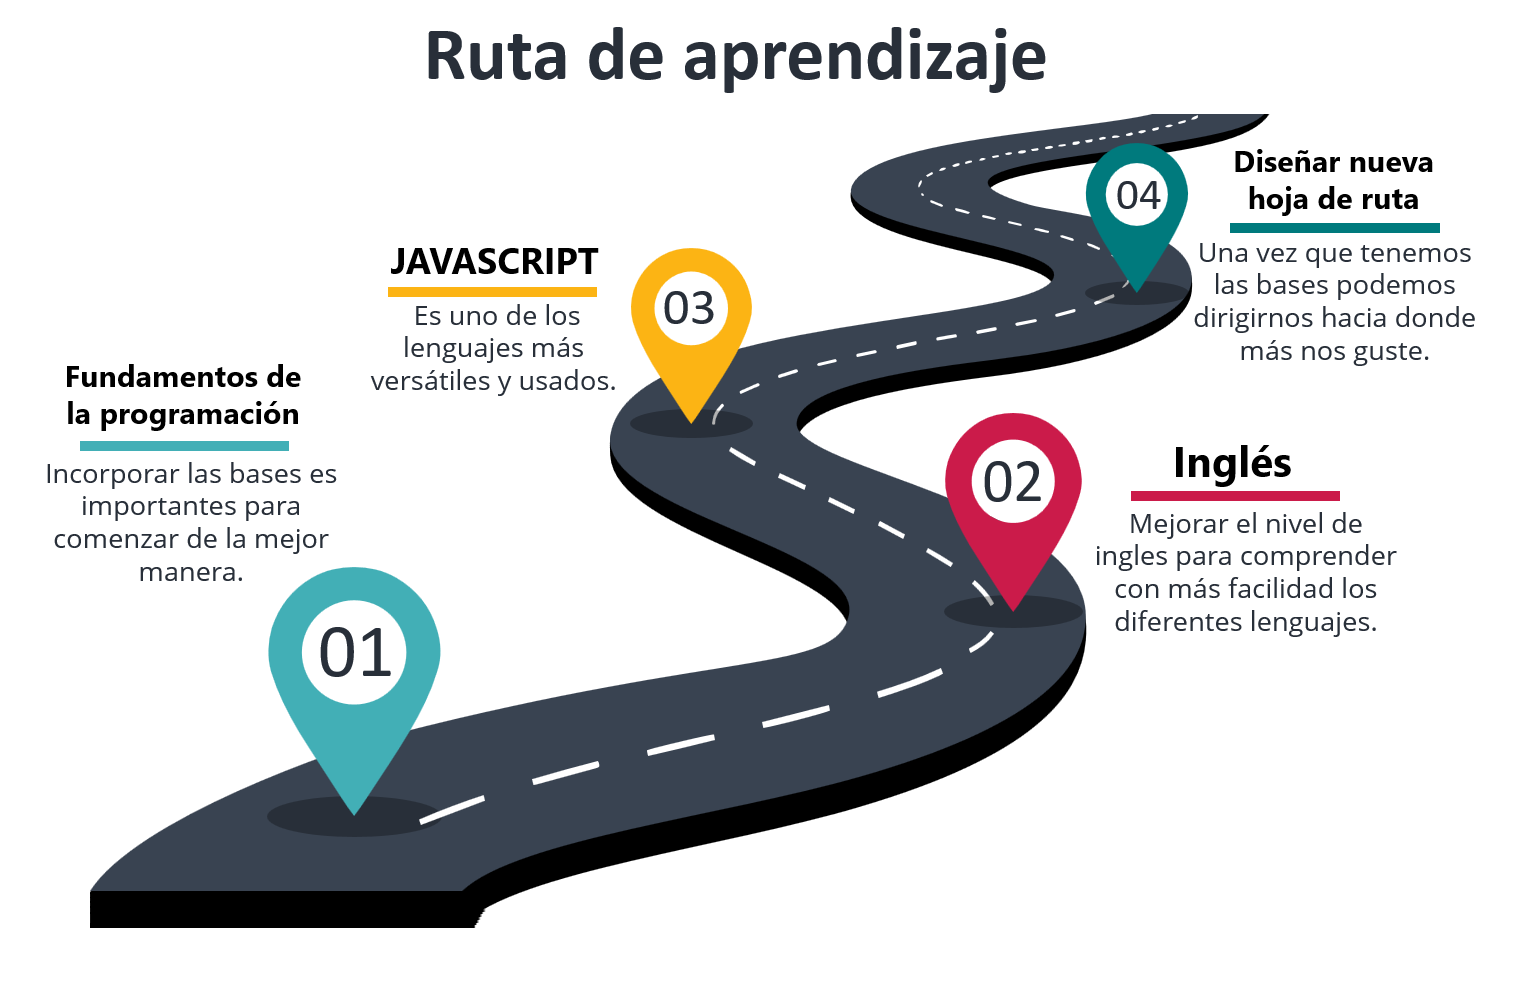 Ruta de aprendizaje
01
Fundamentos de
la programación
Incorporar las bases es
importantes para
comenzar de la mejor
manera.
02
Inglés
Mejorar el nivel de
ingles para comprender
con más facilidad los
diferentes lenguajes.
03
JAVASCRIPT
Es uno de los
lenguajes más
versátiles y usados.
04
Diseñar nueva
hoja de ruta
Una vez que tenemos
las bases podemos
dirigirnos hacia donde
más nos guste.